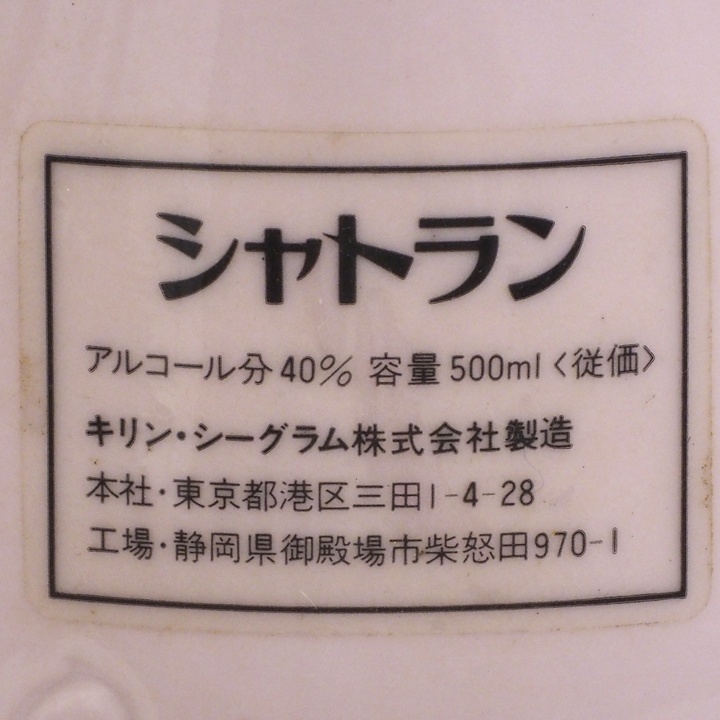 シャトラン
アルコール分40% 容量500ml〈従価〉
キリン・シーグラム株式会社製造
本社・東京都港区三田1-4-28
工場・静岡県御殿場市柴怒田970-1